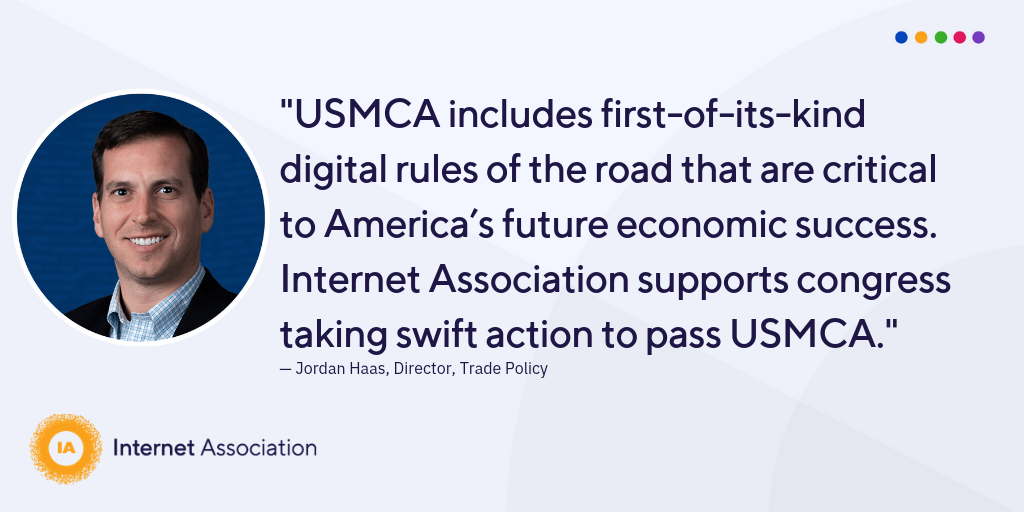 "USMCA includes first-of-its-kind
digital rules of the road that are critical
to America’s future economic success.
Internet Association supports congress
taking swift action to pass USMCA."
— Jordan Haas, Director, Trade Policy
IA
Internet Association